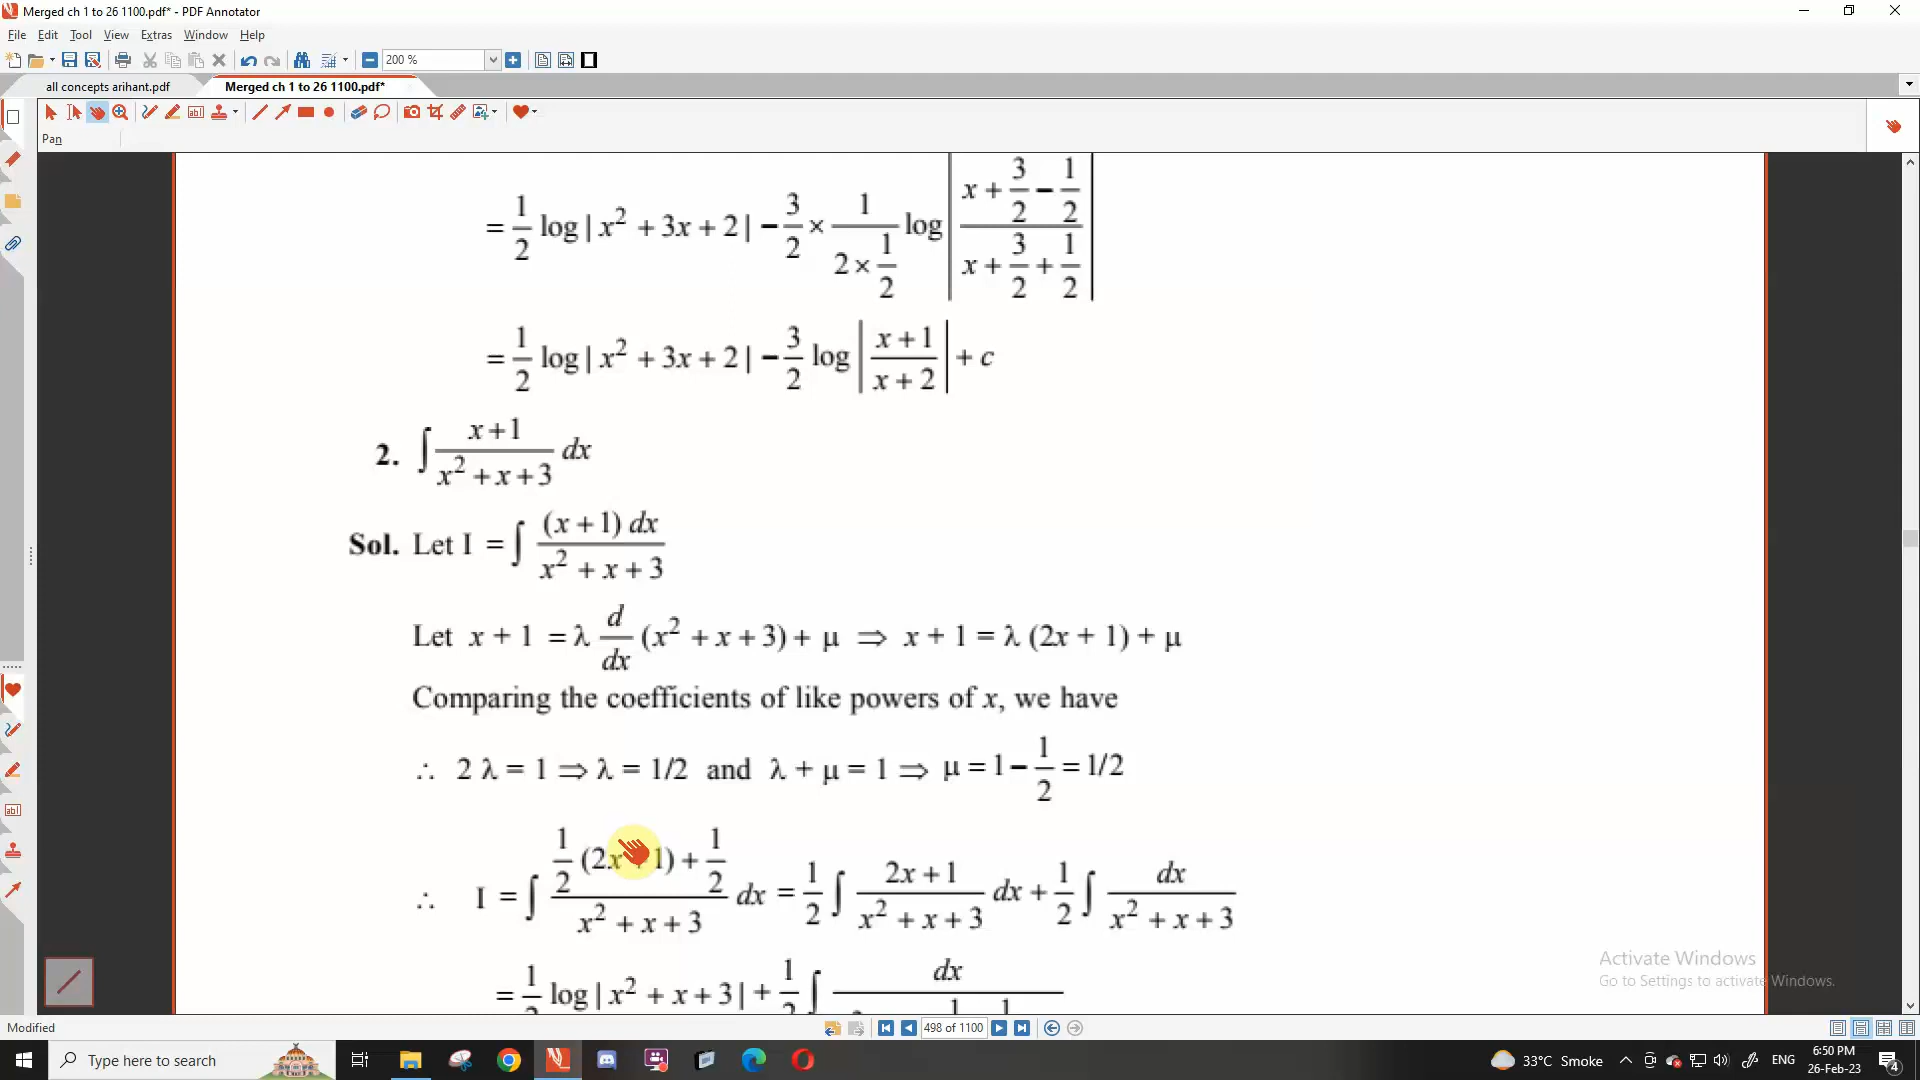 Merged ch 1 to 26 1100.pdf* - PDF Annotator
File Edit Tool View Extras Window Help
200 %
all concepts arihant.pdf Merged ch 1 to 26 1100.pdf*
Pan
= 1/2 log | x² + 3x + 2 | − 3/2 × 1/(2 × 1/2) log | (x + 3/2 − 1/2)/(x + 3/2 + 1/2) |
= 1/2 log | x² + 3x + 2 | − 3/2 log | (x + 1)/(x + 2) | + c
2. ∫ (x+1)/(x² + x + 3) dx
Sol. Let I = ∫ (x + 1) dx/(x² + x + 3)
Let x + 1 = λ d/dx (x² + x + 3) + μ ⇒ x + 1 = λ (2x + 1) + μ
Comparing the coefficients of like powers of x, we have
∴ 2 λ = 1 ⇒ λ = 1/2 and λ + μ = 1 ⇒ μ = 1 − 1/2 = 1/2
∴ I = ∫ (1/2 (2x + 1) + 1/2)/(x² + x + 3) dx = 1/2 ∫ (2x + 1)/(x² + x + 3) dx + 1/2 ∫ dx/(x² + x + 3)
= 1/2 log | x² + x + 3 | + 1/2 ∫ dx
Activate Windows
Go to Settings to activate Windows.
Modified
498 of 1100
Type here to search
33°C Smoke
ENG
6:50 PM
26-Feb-23
4